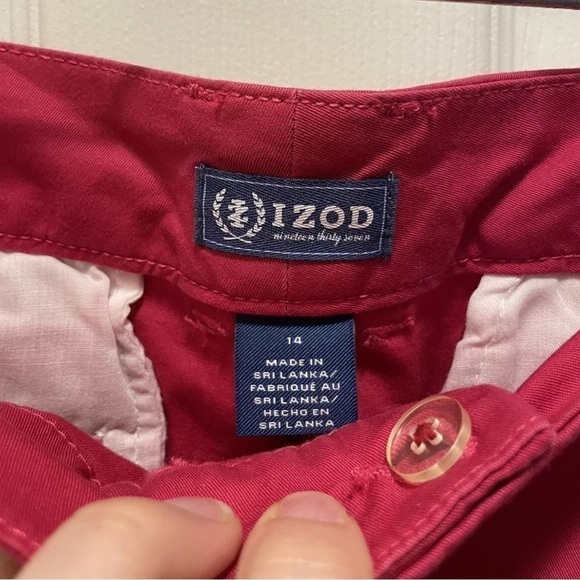 IZOD
nineteen thirty seven
14
MADE IN
SRI LANKA/
FABRIQUÉ AU
SRI LANKA/
HECHO EN
SRI LANKA